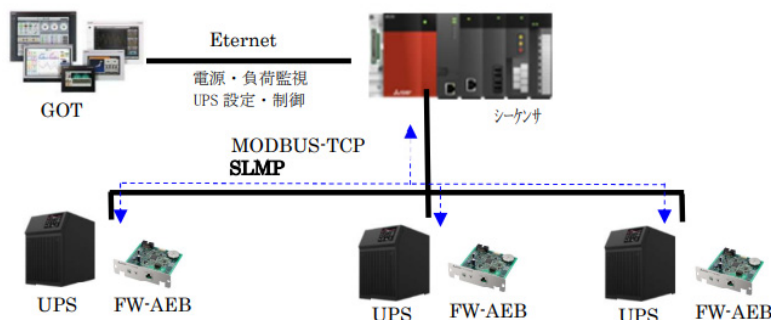 Eternet
電源・負荷監視
UPS 設定・制御
GOT
シーケンサ
MODBUS-TCP
SLMP
UPS
FW-AEB
UPS
FW-AEB
UPS
FW-AEB